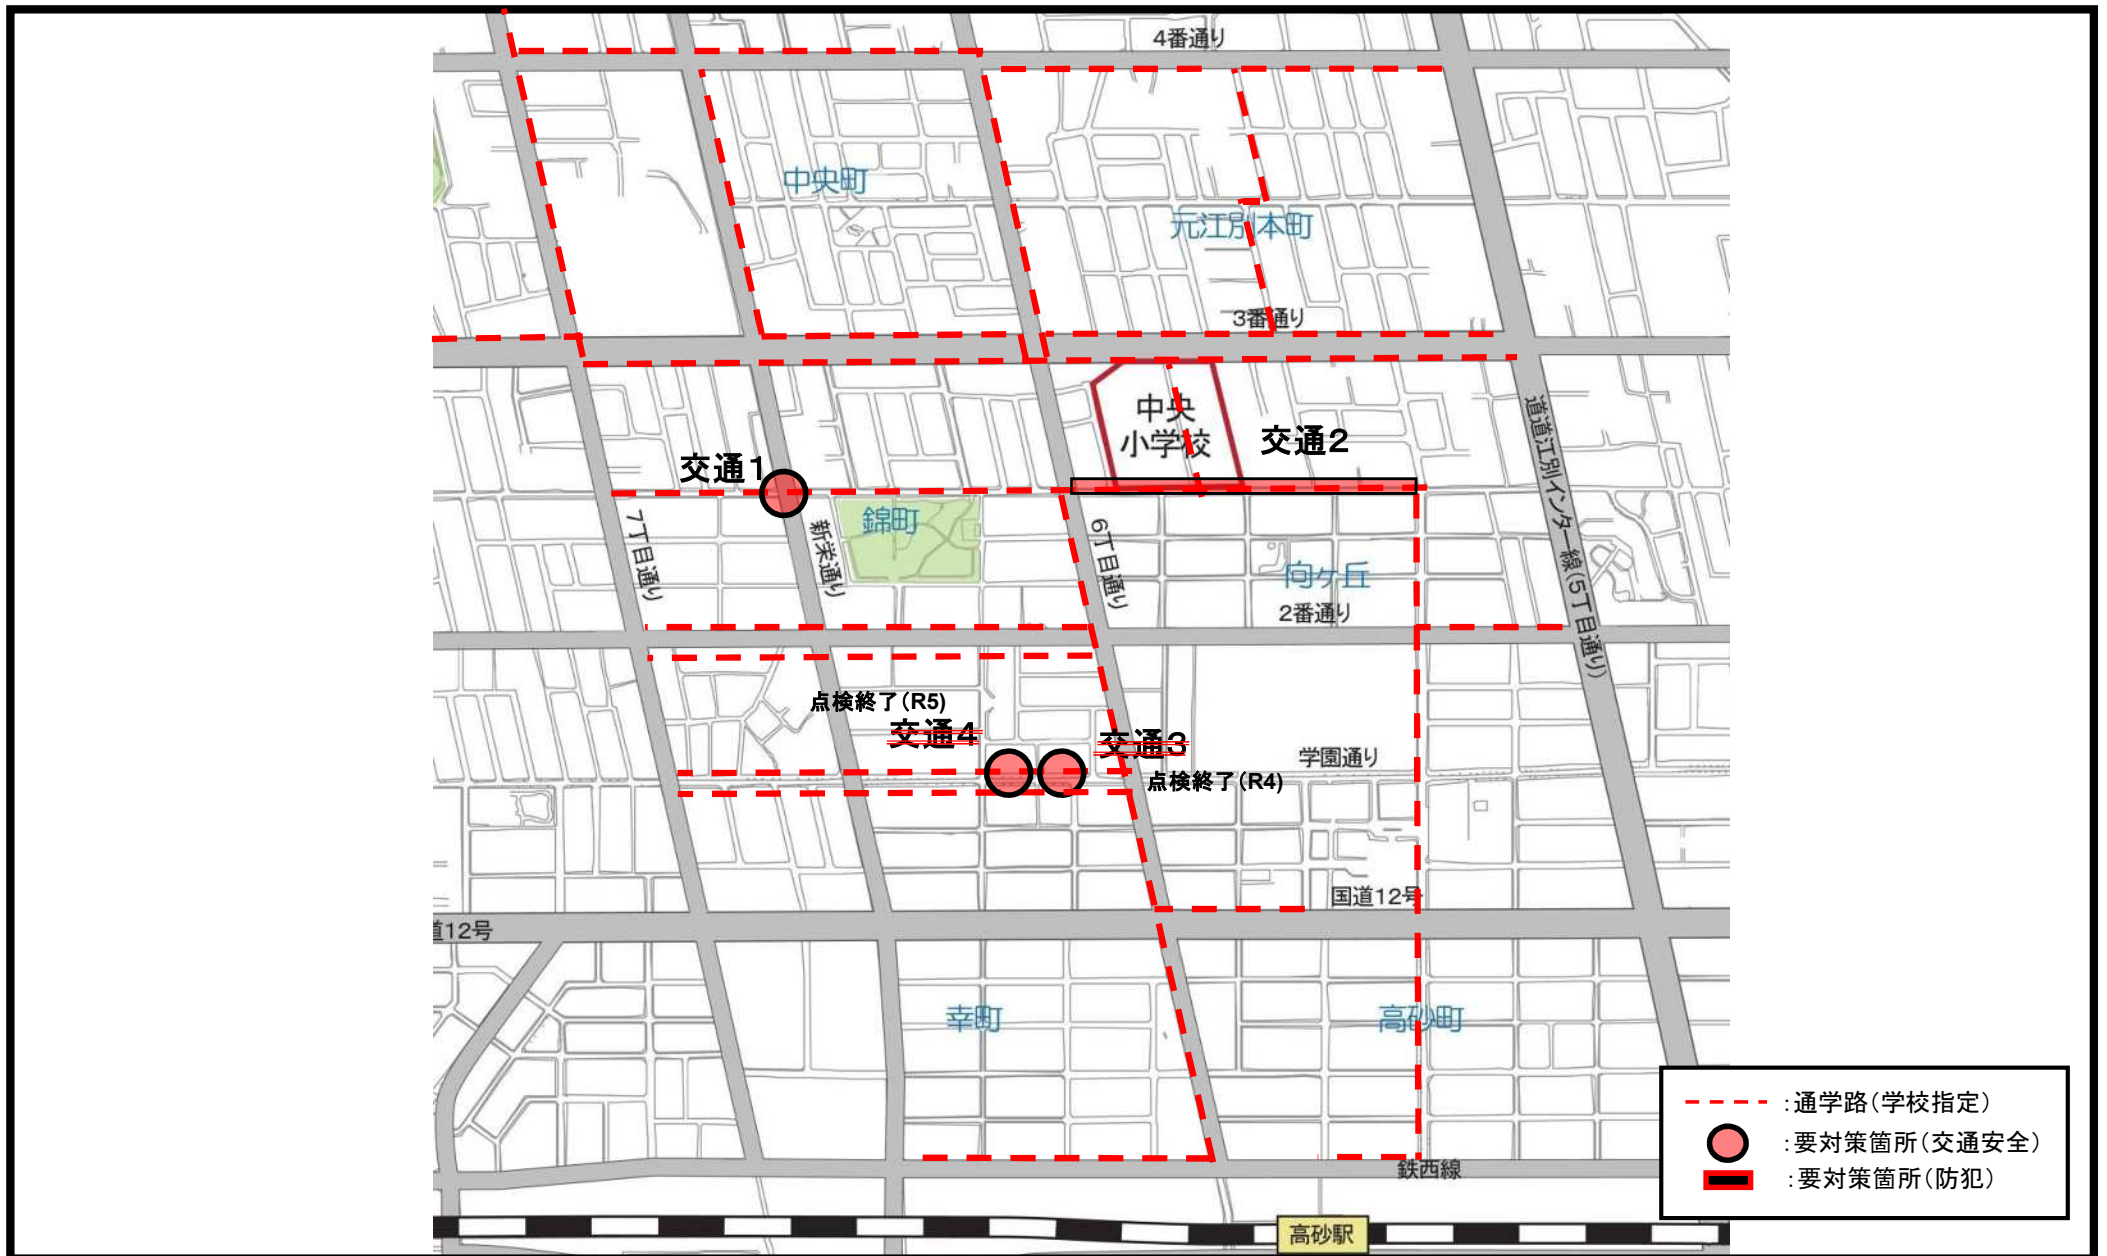 4番通り
中央町
元江別本町
3番通り
中央
小学校
交通2
交通1
道道江別インター線(5丁目通り)
錦町
7丁目通り
新栄通り
6丁目通り
向ケ丘
2番通り
点検終了(R5)
交通4
交通3
学園通り
点検終了(R4)
国道12号
道12号
幸町
高砂町
:通学路(学校指定)
:要対策箇所(交通安全)
:要対策箇所(防犯)
鉄西線
高砂駅